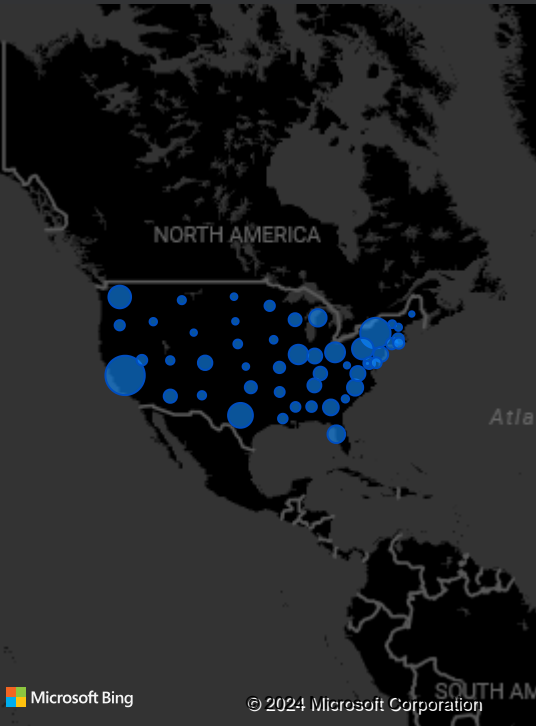 NORTH AMERICA
Atla
SOUTH AM
Microsoft Bing
© 2024 Microsoft Corporation